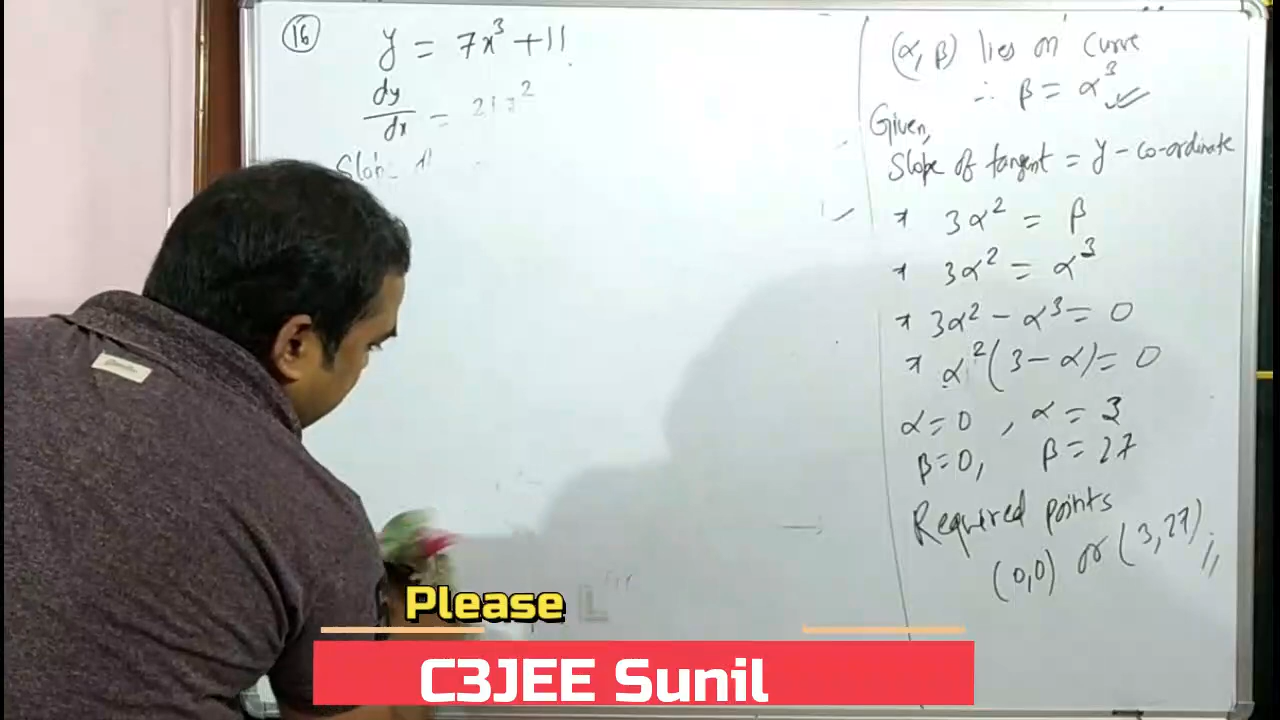 16
y = 7x³ + 11
dy/dx = 21x²
(α, β) lies on curve
∴ β = α³
Given,
Slope of tangent = y-co-ordinate
* 3α² = β
* 3α² = α³
* 3α² - α³ = 0
* α²(3 - α) = 0
α = 0, α = 3
β = 0, β = 27
Required points
(0,0) or (3,27)
Please L
C3JEE Sunil